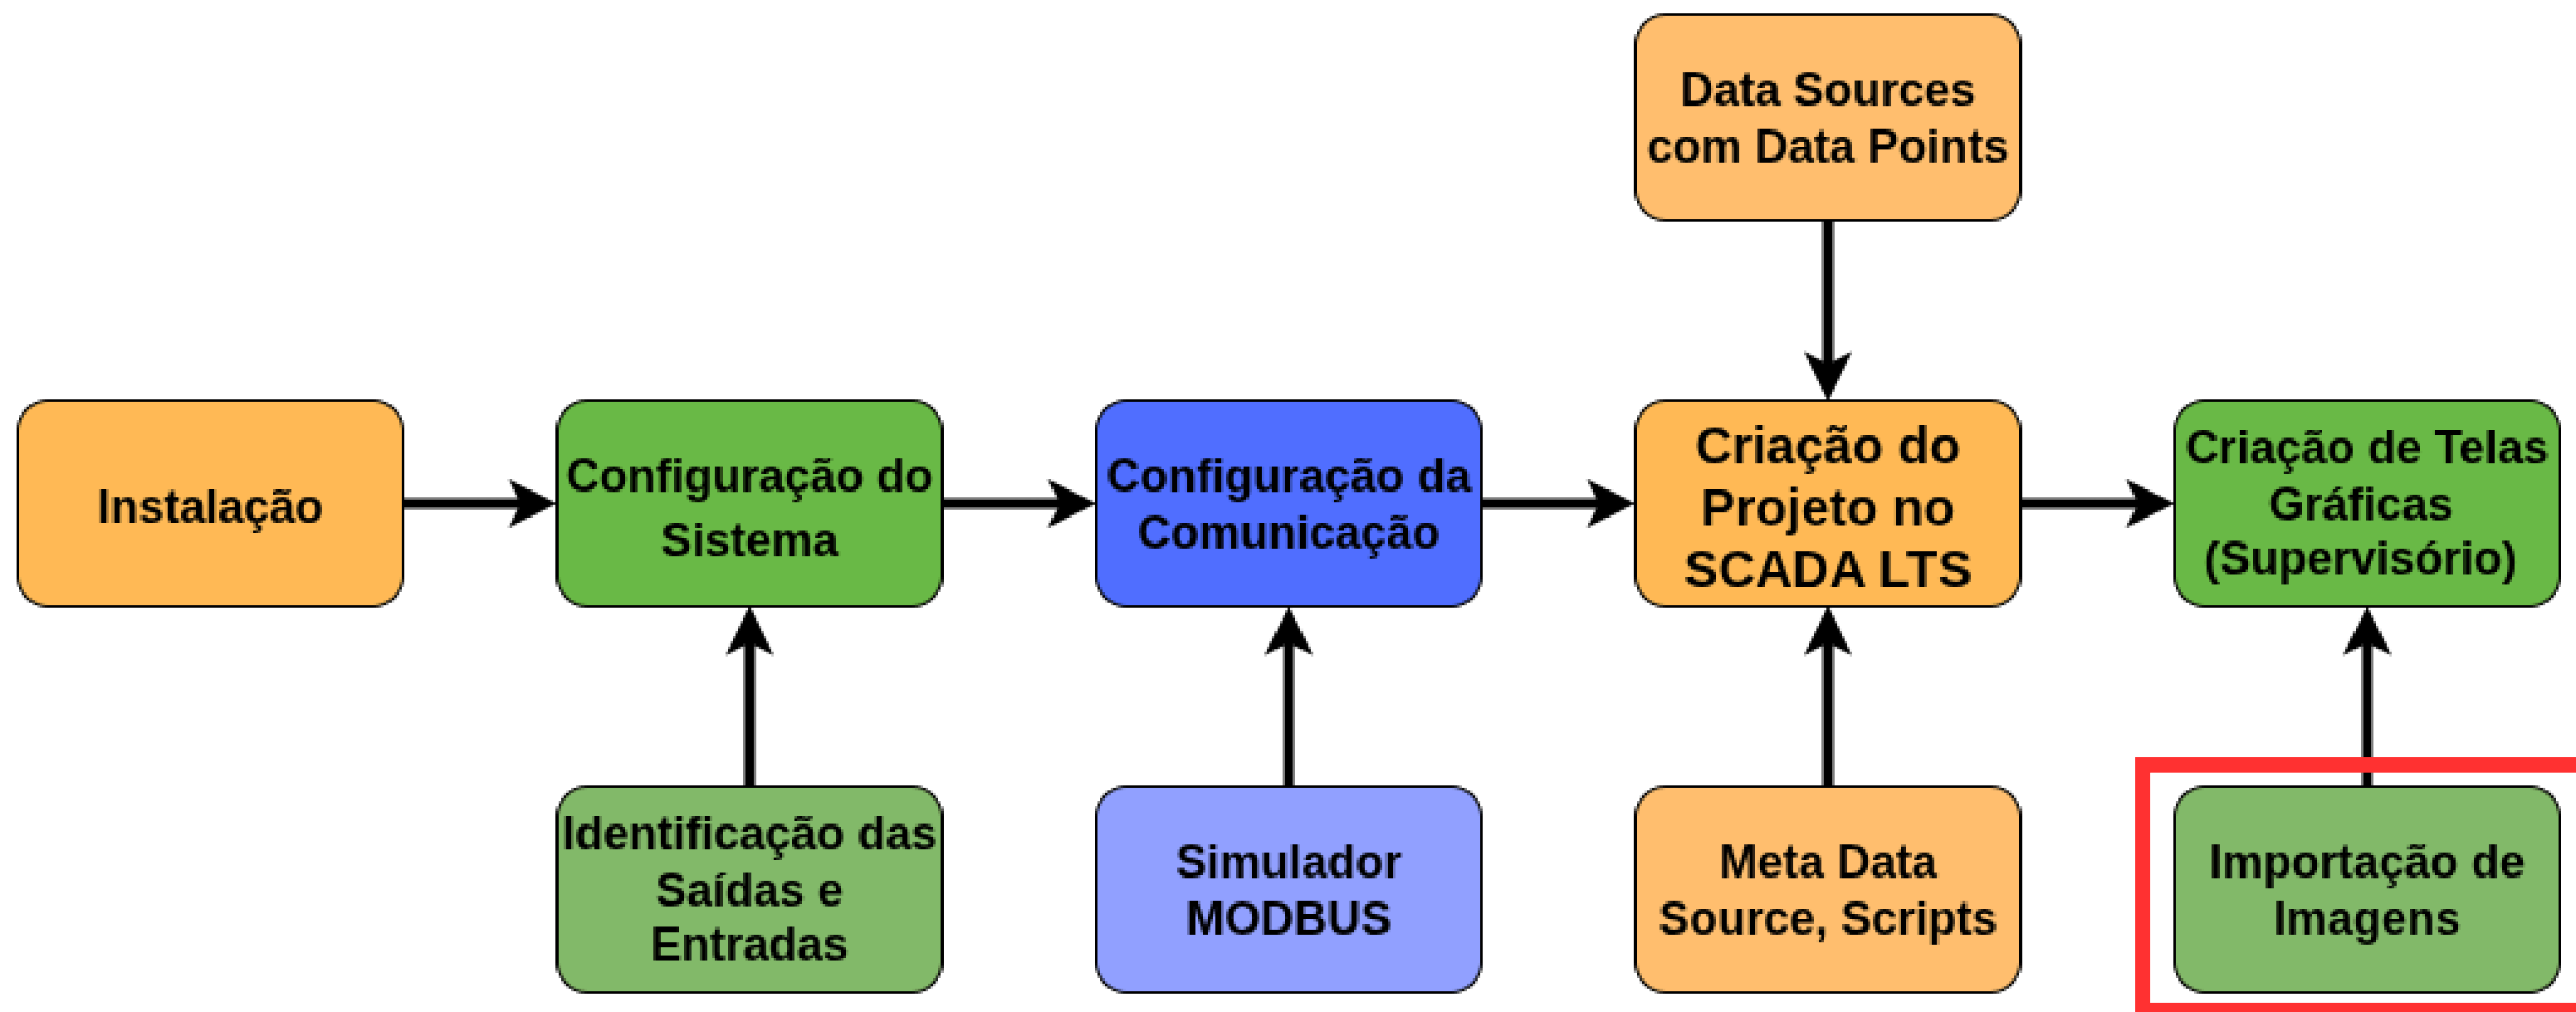 Data Sources
com Data Points
Instalação
Configuração do
Sistema
Configuração da
Comunicação
Criação do
Projeto no
SCADA LTS
Criação de Telas
Gráficas
(Supervisório)
Identificação das
Saídas e
Entradas
Simulador
MODBUS
Meta Data
Source, Scripts
Importação de
Imagens